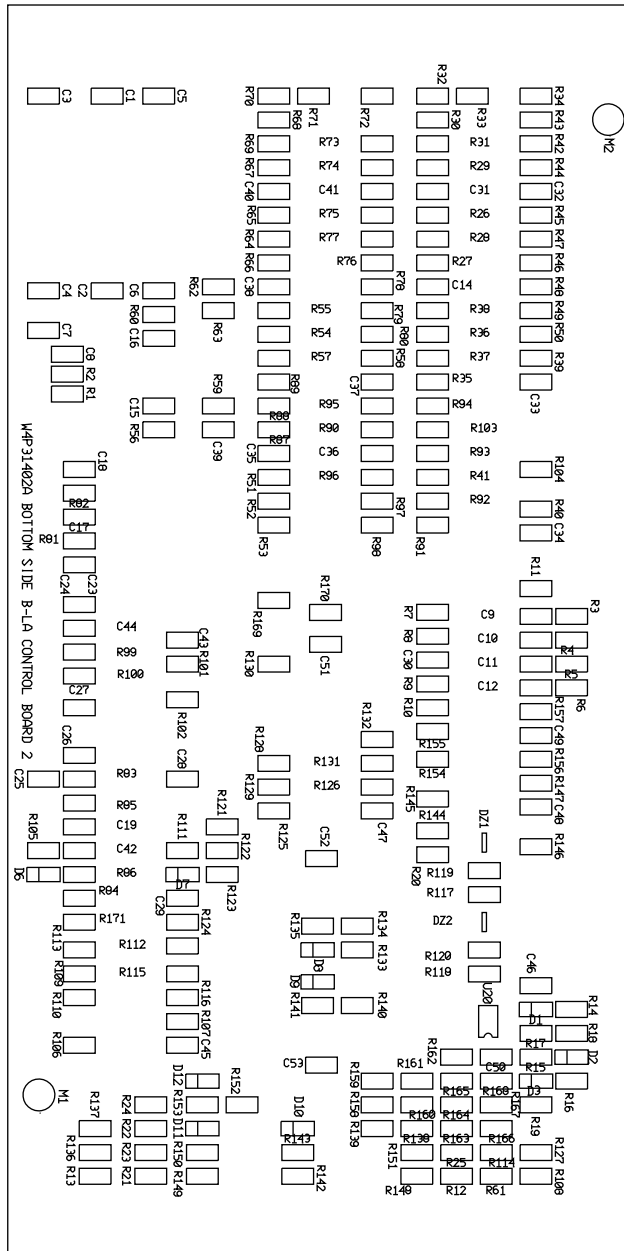 R32
C3 C1 C5 R70 R71 R72 R30 R33 R34
R68 R43
R69 R73 R31 R42 M2
R67 R74 R29 R44
C40 C41 C31 C32
R65 R75 R26 R45
R64 R77 R28 R47
R66 R76 R27 R46
C4 C2 C6 R62 C38 R78 C14 R48
R60 R63 R55 R79 R38 R49
C7 C16 R54 R80 R36 R50
C8 R57 R58 R37 R39
R2 R89 C37 R35
R1 C15 R59 R88 R95 R94 C33
R56 C39 R87 R90 R103
C35 C36 R93
C18 R51 R96 R41 R104
R82 R52 R97 R92 R40
C17 R53 R98 R91 C34
R81
C24 C23 R11
R170 R7 C9 R3
C44 R169 R8 C10
R99 C43 R101 R130 C51 C30 C11 R4
R100 R9 C12 R5
C27 R102 R10 R157 R6
R132 C49
C26 R128 R155
R131 R154 R156
C25 R83 C28 R129 R126 R147
R85 R121 R125 C47 R145 C48
C19 R144 DZ1
R105 C42 R111 R122 C52 R20 R146
D6 R86 D7 R123 R119
R84 C29 R117
R171 R124 R135 R134 DZ2
R113 R112 D8 R133 R120
R109 R115 D9 R118 C46
R110 R116 R141 R140 U20 R14
R107 D1 R18
R106 C45 C53 R162 R17 D2
R161 C50 R15
M1 D12 R152 R159 R165 R168 D3 R16
R137 R24 R153 D10 R158 R160 R164 R167 R19
R22 D11 R143 R139 R138 R163 R166
R136 R23 R150 R151 R25 R114 R127
R13 R21 R149 R142 R148 R12 R61 R108
W4P31402A BOTTOM SIDE B-LA CONTROL BOARD 2